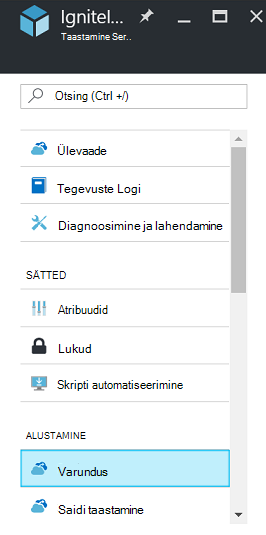 Ignitel...
Taastamine Ser..
Otsing (Ctrl +/)
Ülevaade
Tegevuste Logi
Diagnoosimine ja lahendamine
SÄTTED
Atribuudid
Lukud
Skripti automatiseerimine
ALUSTAMINE
Varundus
Saidi taastamine